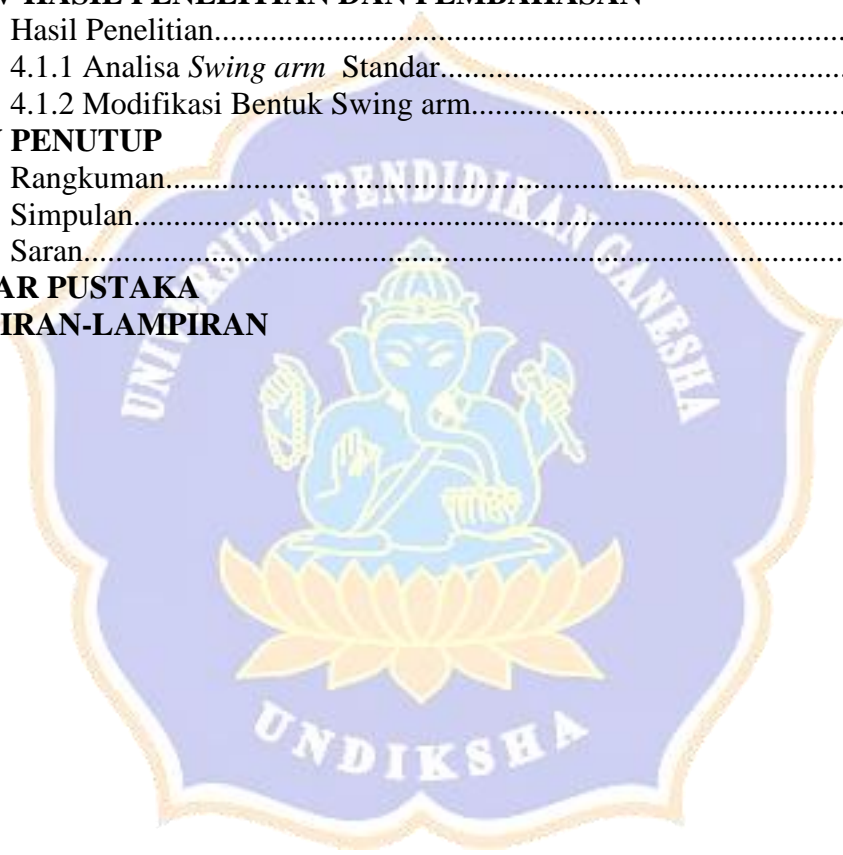 HASIL PENELITIAN DAN PEMBAHASAN
Hasil Penelitian.......................................................................................
4.1.1 Analisa Swing arm Standar.....................................................
4.1.2 Modifikasi Bentuk Swing arm.................................................
PENUTUP
Rangkuman.............................................................................................
Simpulan.................................................................................................
Saran.......................................................................................................
AR PUSTAKA
IRAN-LAMPIRAN
UNIVERSITAS PENDIDIKAN GANESHA
UNDIKSHA